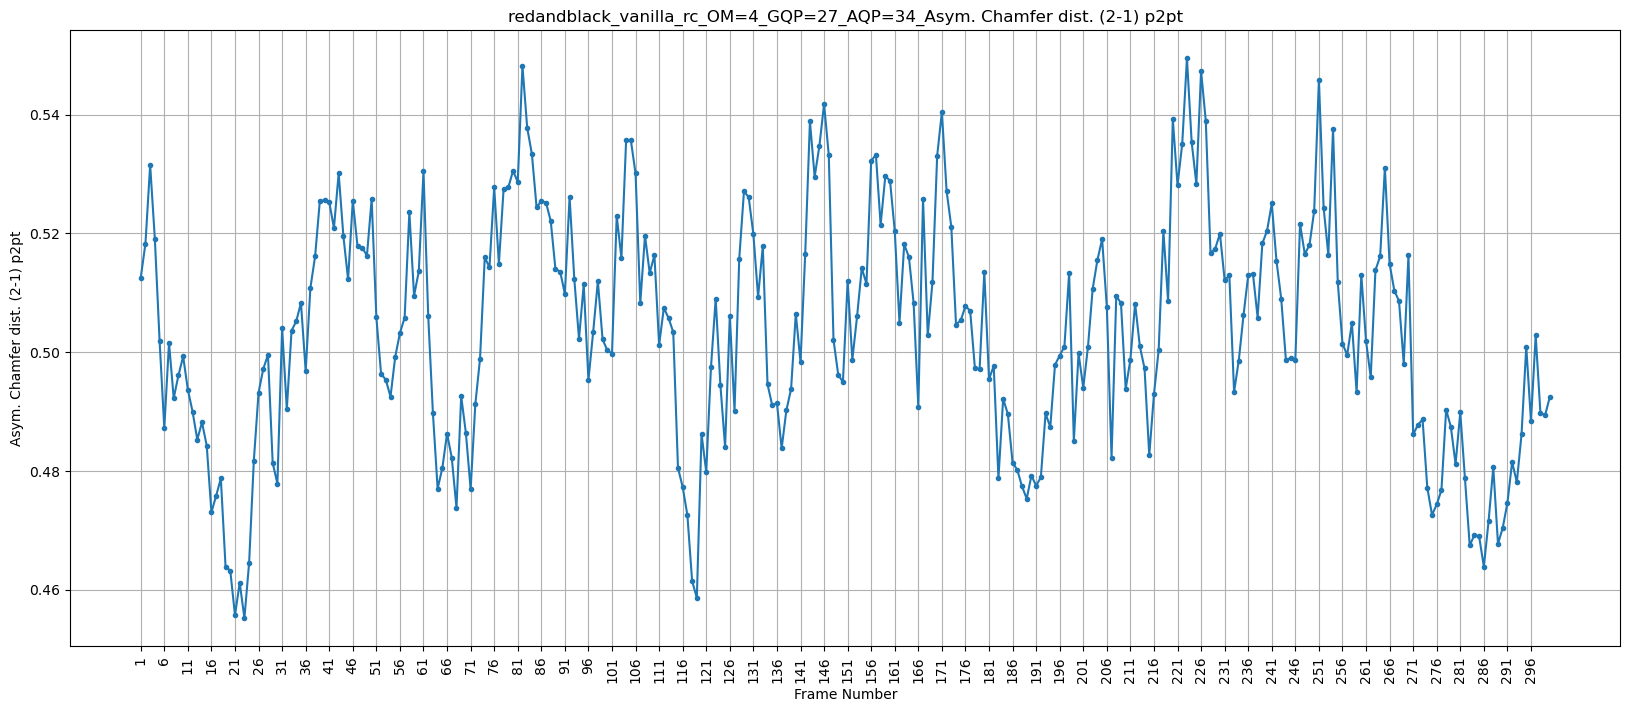 redandblack_vanilla_rc_OM=4_GQP=27_AQP=34_Asym. Chamfer dist. (2-1) p2pt
Asym. Chamfer dist. (2-1) p2pt
0.54
0.52
0.50
0.48
0.46
1 6 11 16 21 26 31 36 41 46 51 56 61 66 71 76 81 86 91 96 101 106 111 116 121 126 131 136 141 146 151 156 161 166 171 176 181 186 191 196 201 206 211 216 221 226 231 236 241 246 251 256 261 266 271 276 281 286 291 296
Frame Number